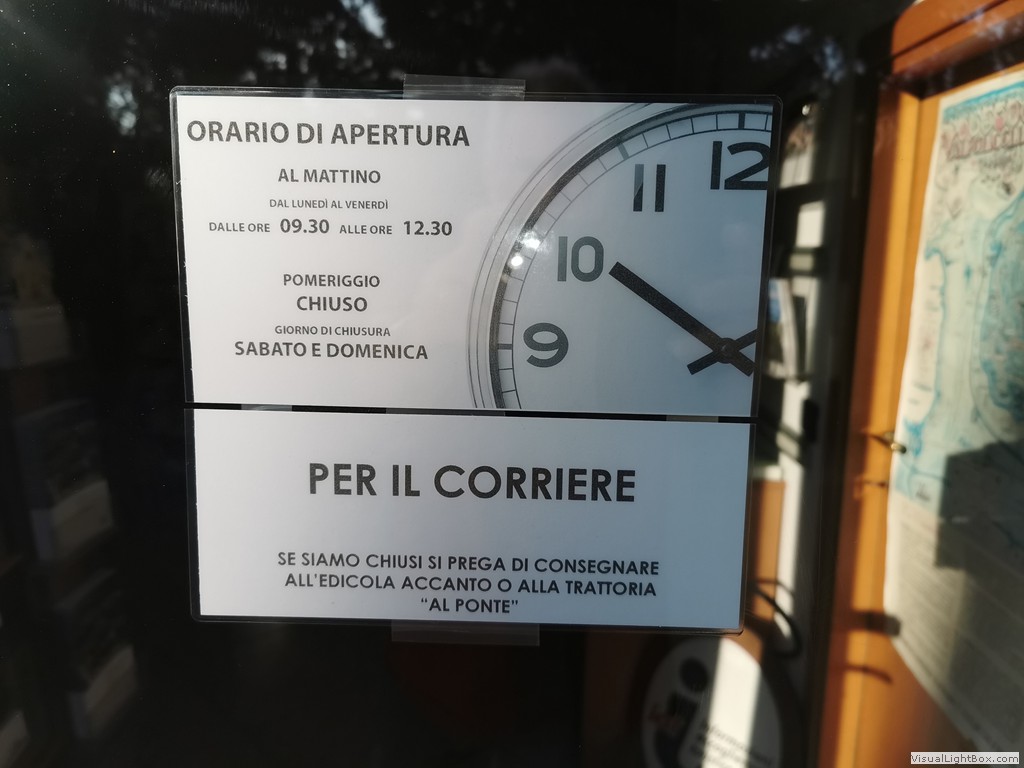 ORARIO DI APERTURA
AL MATTINO
DAL LUNEDÌ AL VENERDÌ
DALLE ORE 09.30 ALLE ORE 12.30
POMERIGGIO
CHIUSO
GIORNO DI CHIUSURA
SABATO E DOMENICA
12
11
10
9
PER IL CORRIERE
SE SIAMO CHIUSI SI PREGA DI CONSEGNARE
ALL'EDICOLA ACCANTO O ALLA TRATTORIA
“AL PONTE”
VisualLightBox.com